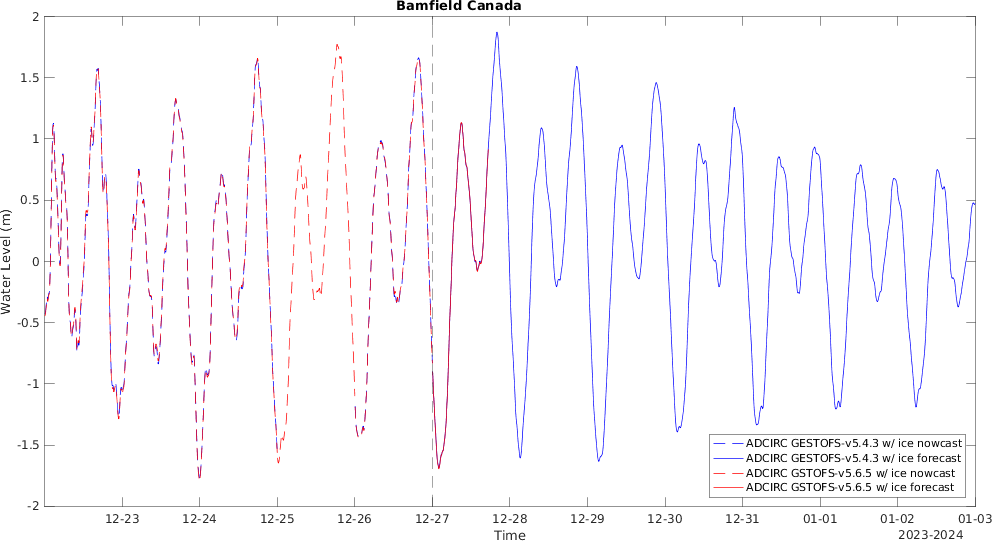 Bamfield Canada
2
1.5
1
0.5
0
-0.5
-1
-1.5
-2
Water Level (m)
12-23 12-24 12-25 12-26 12-27 12-28 12-29 12-30 12-31 01-01 01-02 01-03
2023-2024
Time
ADCIRC GESTOFS-v5.4.3 w/ ice nowcast
ADCIRC GESTOFS-v5.4.3 w/ ice forecast
ADCIRC GSTOFS-v5.6.5 w/ ice nowcast
ADCIRC GSTOFS-v5.6.5 w/ ice forecast